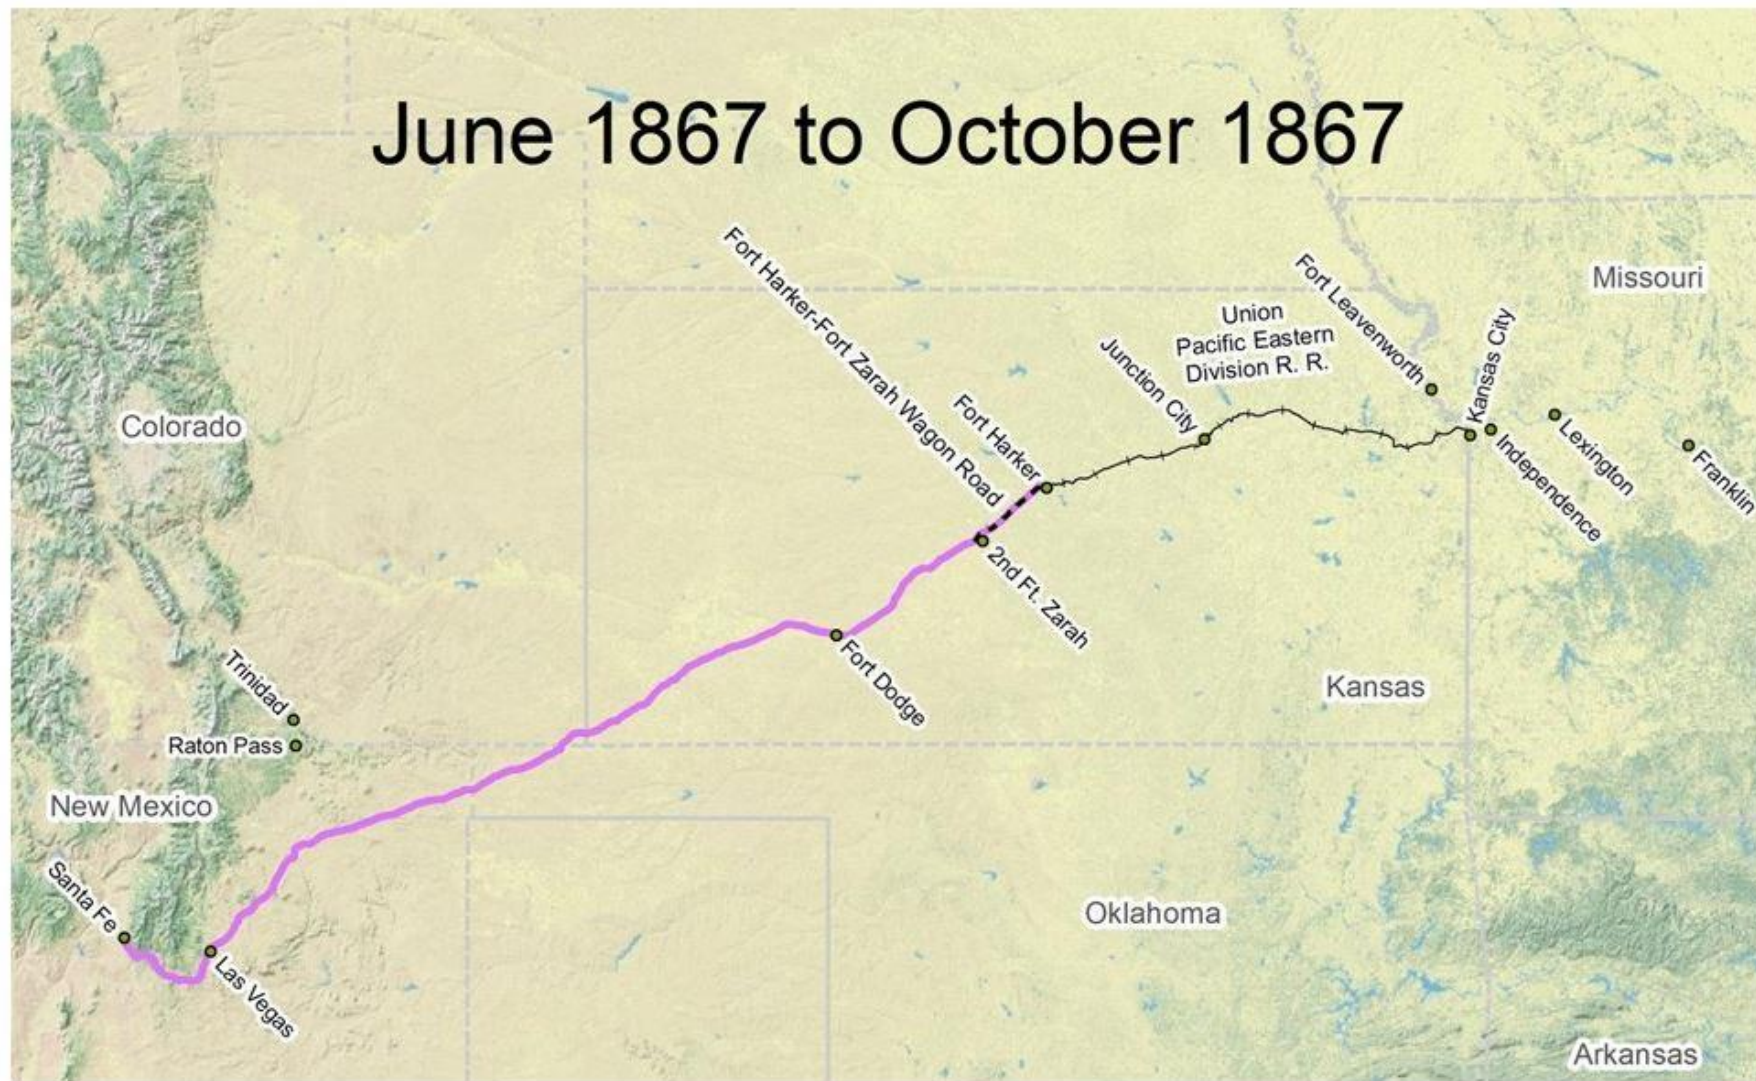 June 1867 to October 1867
Fort Harker-Fort Zarah Wagon Road
Fort Harker
Junction City
Union
Pacific Eastern
Division R. R.
Fort Leavenworth
Kansas City
Missouri
Independence
Lexington
Franklin
Colorado
2nd Ft. Zarah
Fort Dodge
Kansas
Trinidad
Raton Pass
New Mexico
Santa Fe
Las Vegas
Oklahoma
Arkansas